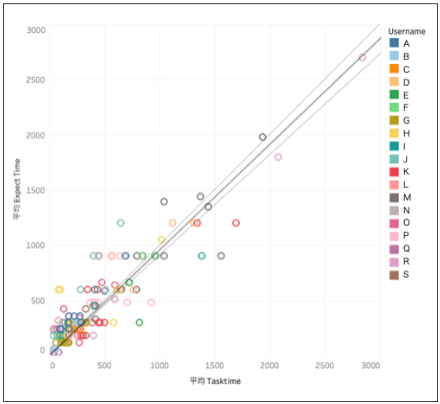 3000
2500
2000
1500
1000
500
0
平均 Expect Time
0
500
1000
1500
2000
2500
3000
平均 Tasktime
Username
A
B
C
D
E
F
G
H
I
J
K
L
M
N
O
P
Q
R
S